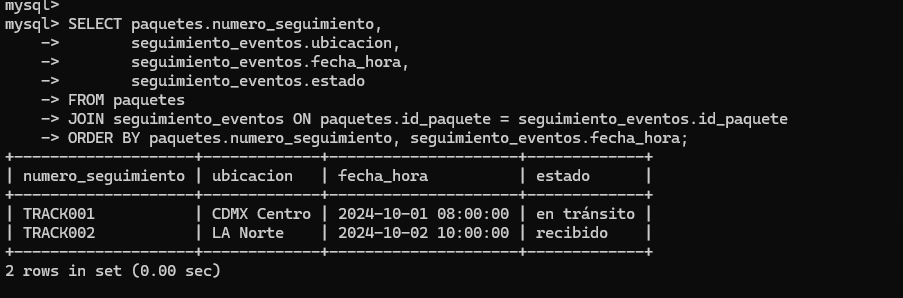 mysql>
mysql> SELECT paquetes.numero_seguimiento,
    ->        seguimiento_eventos.ubicacion,
    ->        seguimiento_eventos.fecha_hora,
    ->        seguimiento_eventos.estado
    -> FROM paquetes
    -> JOIN seguimiento_eventos ON paquetes.id_paquete = seguimiento_eventos.id_paquete
    -> ORDER BY paquetes.numero_seguimiento, seguimiento_eventos.fecha_hora;
+--------------------+-------------+---------------------+-------------+
| numero_seguimiento | ubicacion   | fecha_hora          | estado      |
+--------------------+-------------+---------------------+-------------+
| TRACK001           | CDMX Centro | 2024-10-01 08:00:00 | en tránsito |
| TRACK002           | LA Norte    | 2024-10-02 10:00:00 | recibido    |
+--------------------+-------------+---------------------+-------------+
2 rows in set (0.00 sec)